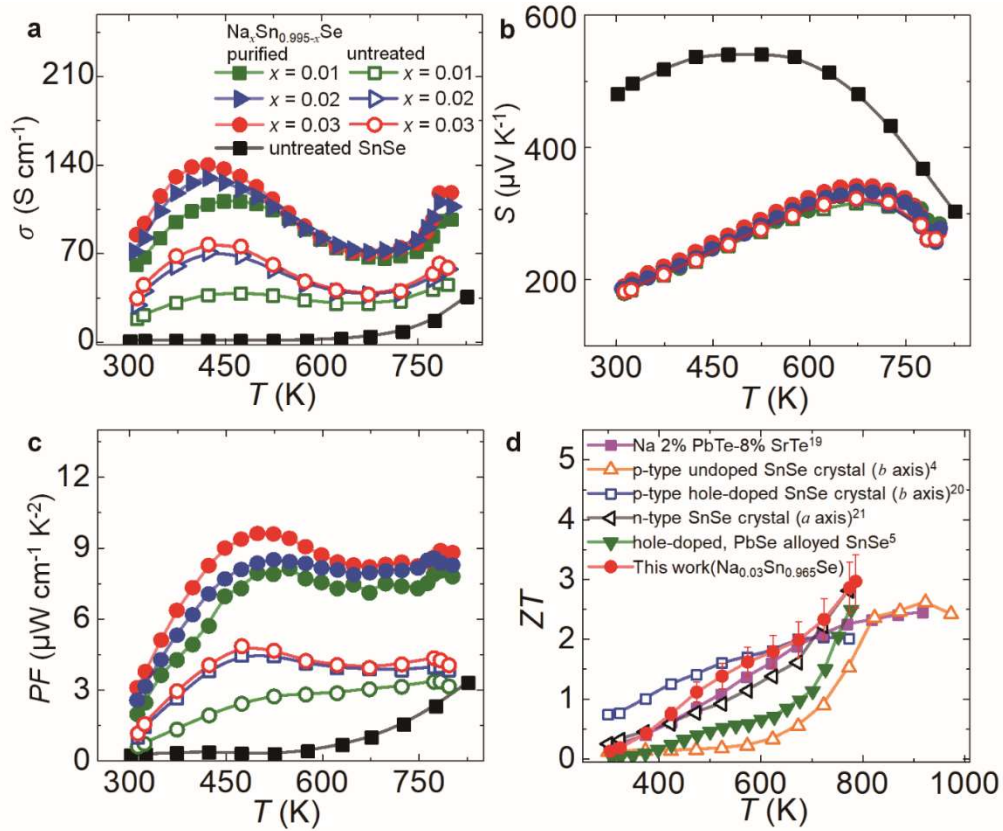 a
NaₓSn₀.₉₉₅₋ₓSe
purified untreated
x = 0.01 x = 0.01
x = 0.02 x = 0.02
x = 0.03 x = 0.03
untreated SnSe
210
140
70
0
σ (S cm⁻¹)
300 450 600 750
T (K)
b
600
400
200
S (µV K⁻¹)
300 450 600 750
T (K)
c
12
9
6
3
0
PF (µW cm⁻¹ K⁻²)
300 450 600 750
T (K)
d
Na 2% PbTe-8% SrTe¹⁹
p-type undoped SnSe crystal (b axis)⁴
p-type hole-doped SnSe crystal (b axis)²⁰
n-type SnSe crystal (a axis)²¹
hole-doped, PbSe alloyed SnSe⁵
This work(Na₀.₀₃Sn₀.₉₆₅Se)
5
4
3
2
1
0
ZT
400 600 800 1000
T (K)